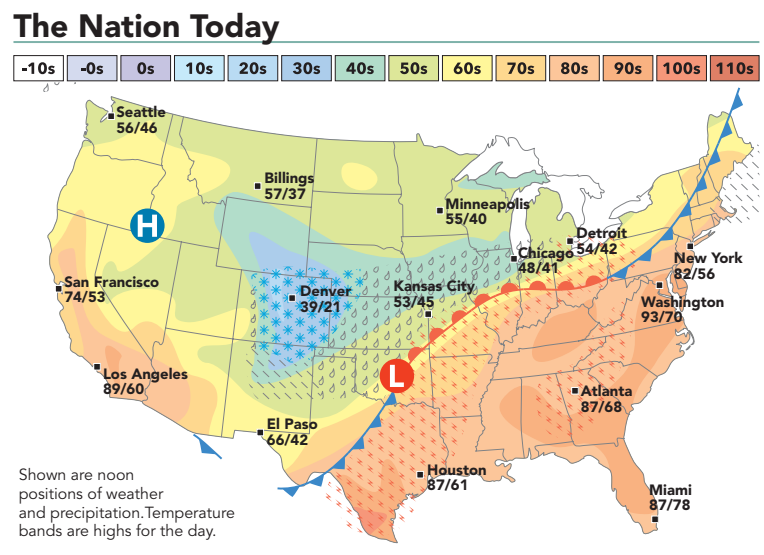 The Nation Today
-10s -0s 0s 10s 20s 30s 40s 50s 60s 70s 80s 90s 100s 110s
Seattle
56/46
Billings
57/37
Minneapolis
55/40
H
Detroit
54/42
Chicago
48/41
New York
82/56
San Francisco
74/53
Denver
39/21
Kansas City
53/45
Washington
93/70
Los Angeles
89/60
L
Atlanta
87/68
El Paso
66/42
Houston
87/61
Miami
87/78
Shown are noon
positions of weather
and precipitation.Temperature
bands are highs for the day.